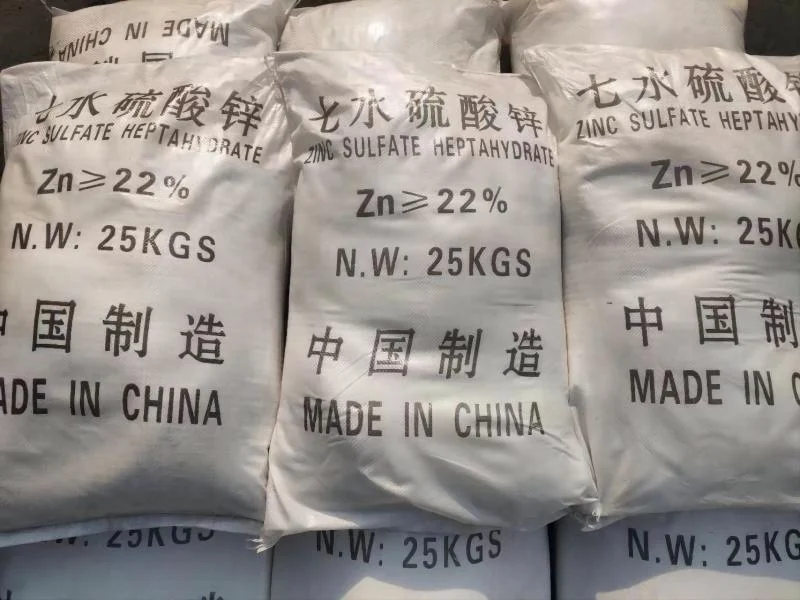 MADE IN CHINA
七水硫酸锌
ZINC SULFATE HEPTAHYDRATE
Zn≥22%
N.W: 25KGS
中国制造
ADE IN CHINA
七水硫酸锌
ZINC SULFATE HEPTAHYDRATE
Zn≥22%
N.W: 25KGS
中国制造
MADE IN CHINA
七水硫酸锌
ZINC SULFATE HEPTAHY
Zn≥22%
N.W: 25K
中国制
MADE IN C
.W: 25KGS
N.W: 25KGS
N.W: 25KG